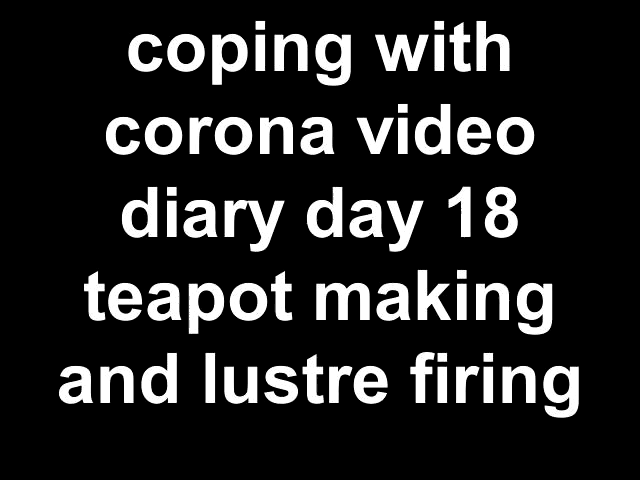 coping with
corona video
diary day 18
teapot making
and lustre firing